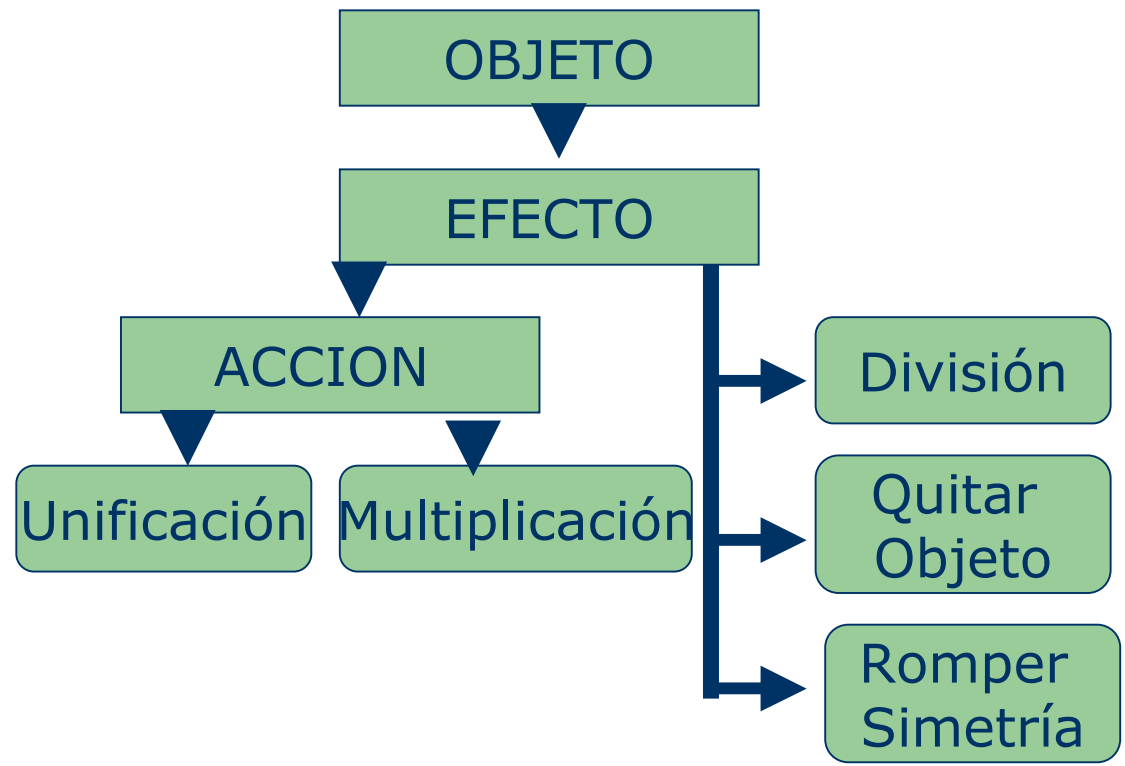 OBJETO
EFECTO
ACCION
Unificación
Multiplicación
División
Quitar
Objeto
Romper
Simetría